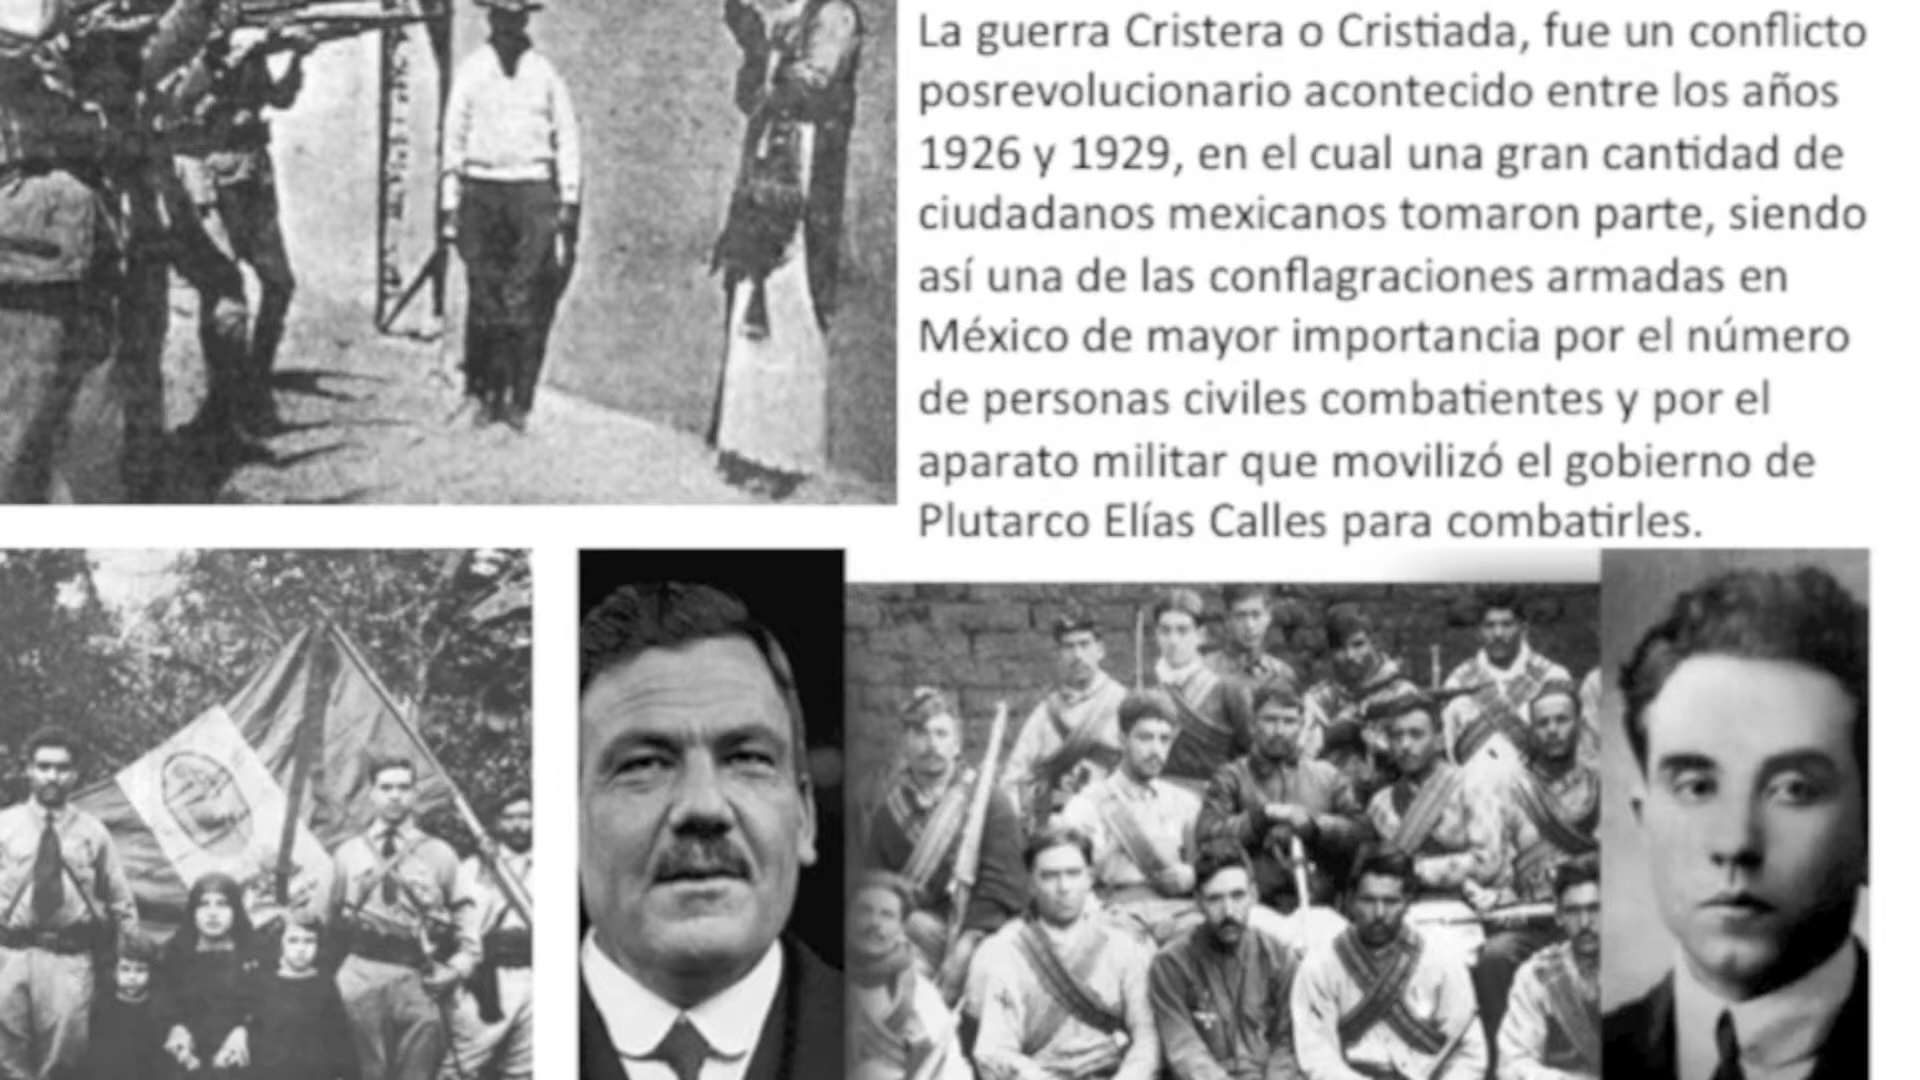 La guerra Cristera o Cristiada, fue un conflicto
posrevolucionario acontecido entre los años
1926 y 1929, en el cual una gran cantidad de
ciudadanos mexicanos tomaron parte, siendo
así una de las conflagraciones armadas en
México de mayor importancia por el número
de personas civiles combatientes y por el
aparato militar que movilizó el gobierno de
Plutarco Elías Calles para combatirles.